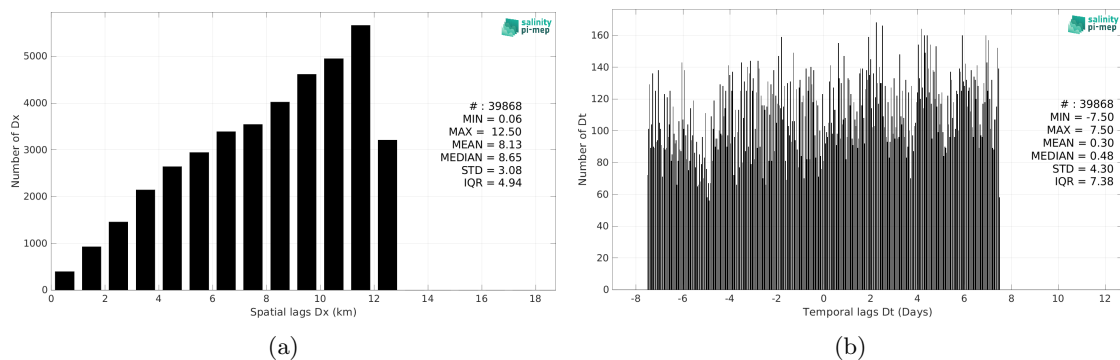 salinity
pi-mep
Number of Dx
5000
4000
3000
2000
1000
0
# : 39868
MIN = 0.06
MAX = 12.50
MEAN = 8.13
MEDIAN = 8.65
STD = 3.08
IQR = 4.94
0 2 4 6 8 10 12 14 16 18
Spatial lags Dx (km)
(a)
salinity
pi-mep
Number of Dt
160
140
120
100
80
60
40
20
0
# : 39868
MIN = -7.50
MAX = 7.50
MEAN = 0.30
MEDIAN = 0.48
STD = 4.30
IQR = 7.38
-8 -6 -4 -2 0 2 4 6 8 10 12
Temporal lags Dt (Days)
(b)